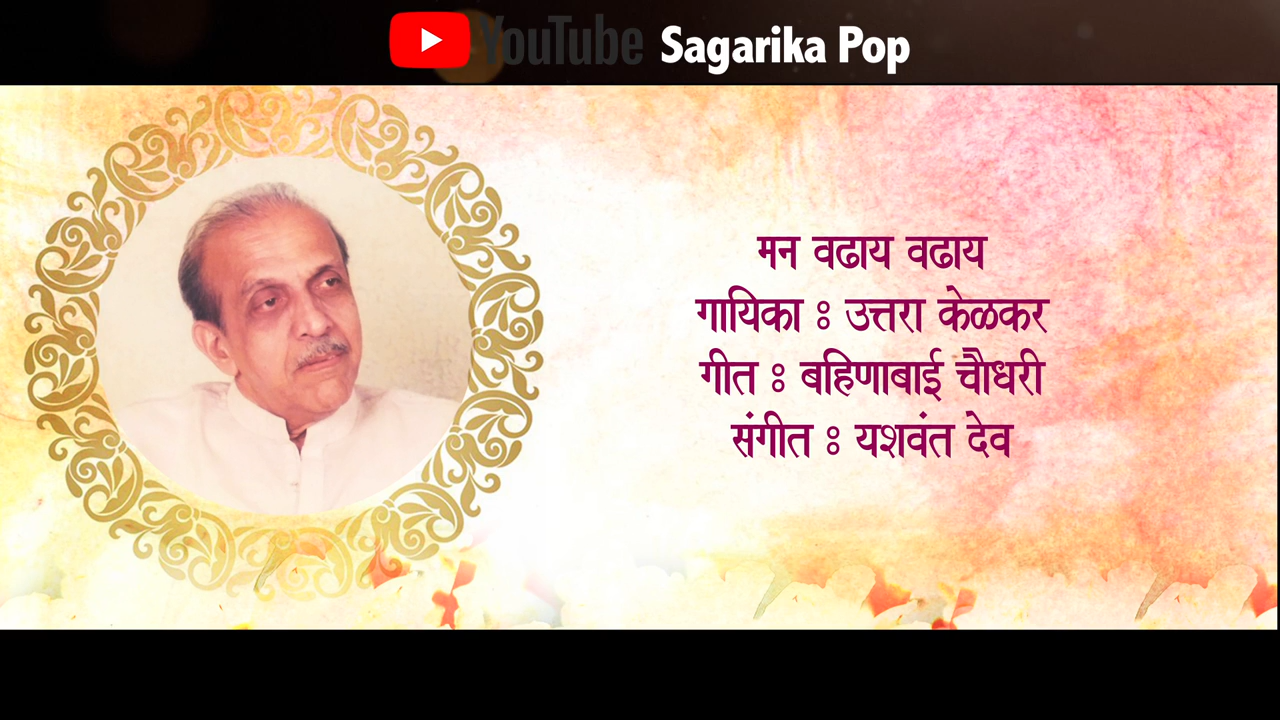 YouTube Sagarika Pop
मन वढाय वढाय
गायिका : उत्तरा केळकर
गीत : बहिणाबाई चौधरी
संगीत : यशवंत देव